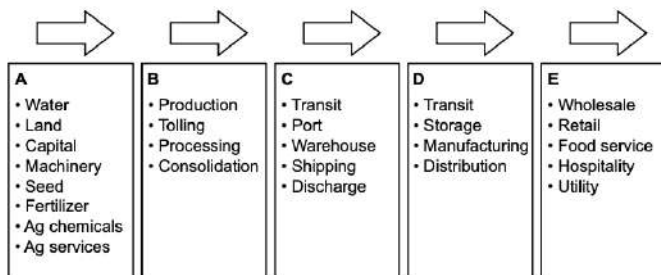 A
• Water
• Land
• Capital
• Machinery
• Seed
• Fertilizer
• Ag chemicals
• Ag services
B
• Production
• Tolling
• Processing
• Consolidation
C
• Transit
• Port
• Warehouse
• Shipping
• Discharge
D
• Transit
• Storage
• Manufacturing
• Distribution
E
• Wholesale
• Retail
• Food service
• Hospitality
• Utility